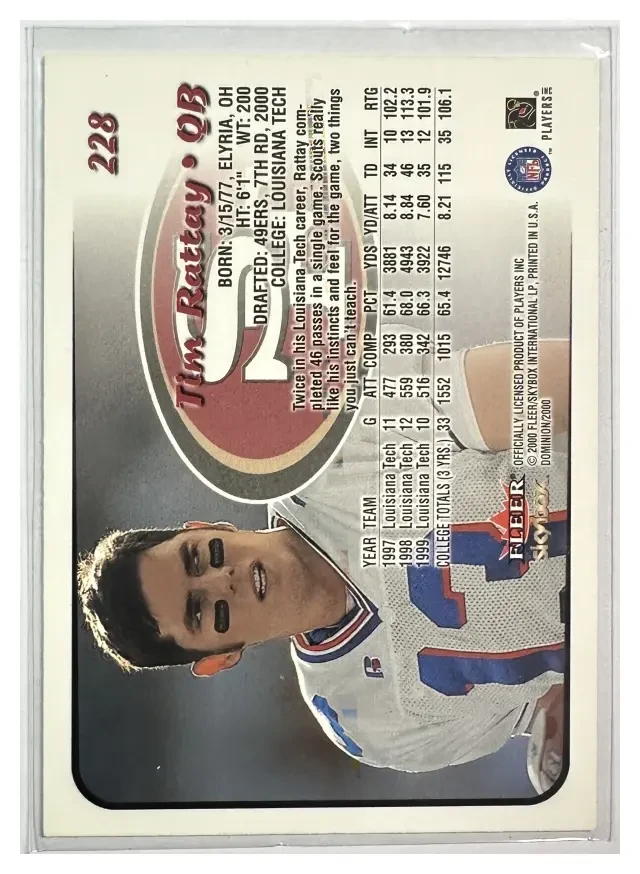 228
Tim Rattay • QB
BORN: 3/15/77, ELYRIA, OH
HT: 6'1" WT: 200
DRAFTED: 49ERS, 7TH RD, 2000
COLLEGE: LOUISIANA TECH
Twice in his Louisiana Tech career, Rattay com-
pleted 46 passes in a single game. Scouts really
like his instincts and feel for the game, two things
you just can't teach.
YEAR TEAM G ATT COMP PCT YDS YD/ATT TD INT RTG
1997 Louisiana Tech 11 477 293 61.4 3881 8.14 34 10 102.2
1998 Louisiana Tech 12 559 380 68.0 4943 8.84 46 13 113.3
1999 Louisiana Tech 10 516 342 66.3 3922 7.60 35 12 101.9
COLLEGE TOTALS (3 YRS.) 33 1552 1015 65.4 12746 8.21 115 35 106.1
FLEER
skybox
OFFICIALLY LICENSED PRODUCT OF PLAYERS INC
© 2000 FLEER/SKYBOX INTERNATIONAL LP, PRINTED IN U.S.A.
DOMINION/2000
OFFICIALLY LICENSED PRODUCT
NFL
™
PLAYERS INC